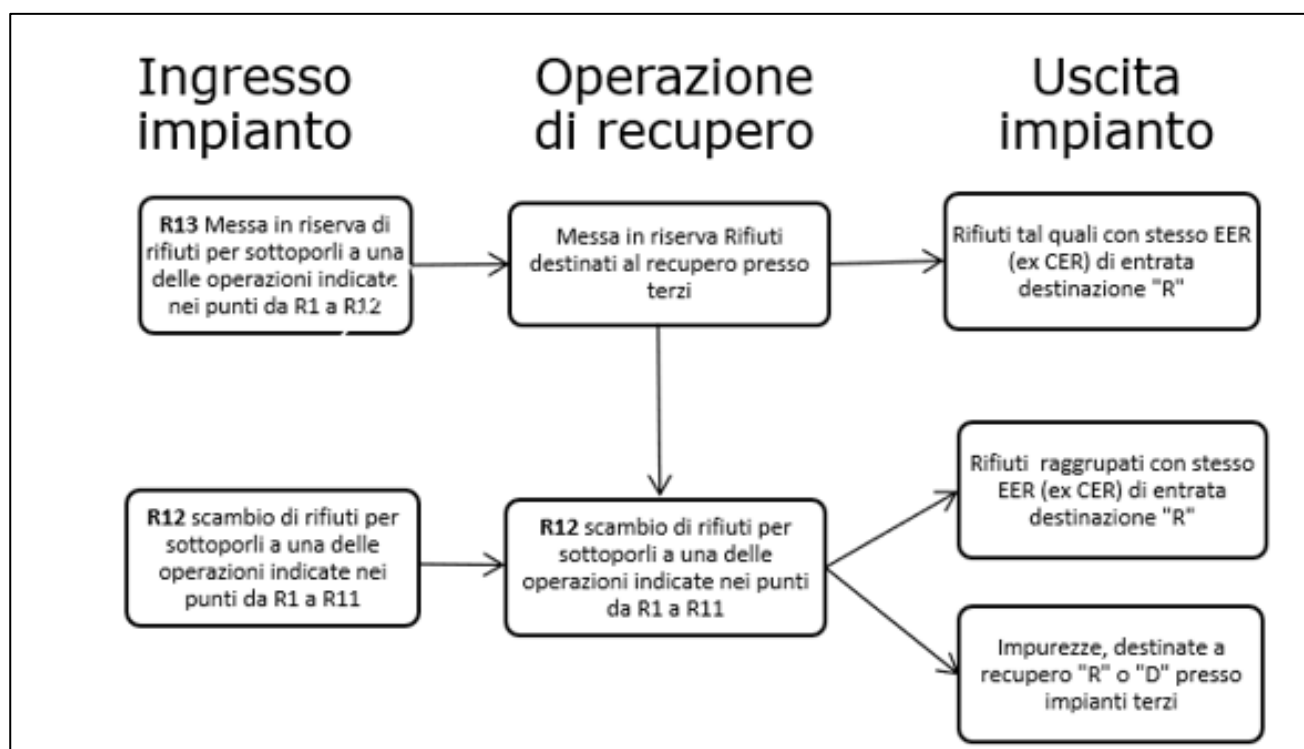 Ingresso
impianto
Operazione
di recupero
Uscita
impianto
R13 Messa in riserva di
rifiuti per sottoporli a una
delle operazioni indicate
nei punti da R1 a R12
Messa in riserva Rifiuti
destinati al recupero presso
terzi
Rifiuti tal quali con stesso EER
(ex CER) di entrata
destinazione "R"
R12 scambio di rifiuti per
sottoporli a una delle
operazioni indicate nei
punti da R1 a R11
R12 scambio di rifiuti per
sottoporli a una delle
operazioni indicate nei punti
da R1 a R11
Rifiuti raggrupati con stesso
EER (ex CER) di entrata
destinazione "R"
Impurezze, destinate a
recupero "R" o "D" presso
impianti terzi